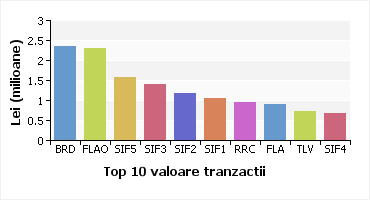 Lei (milioane)
3
2.5
2
1.5
1
0.5
0
BRD FLAO SIF5 SIF3 SIF2 SIF1 RRC FLA TLV SIF4
Top 10 valoare tranzactii